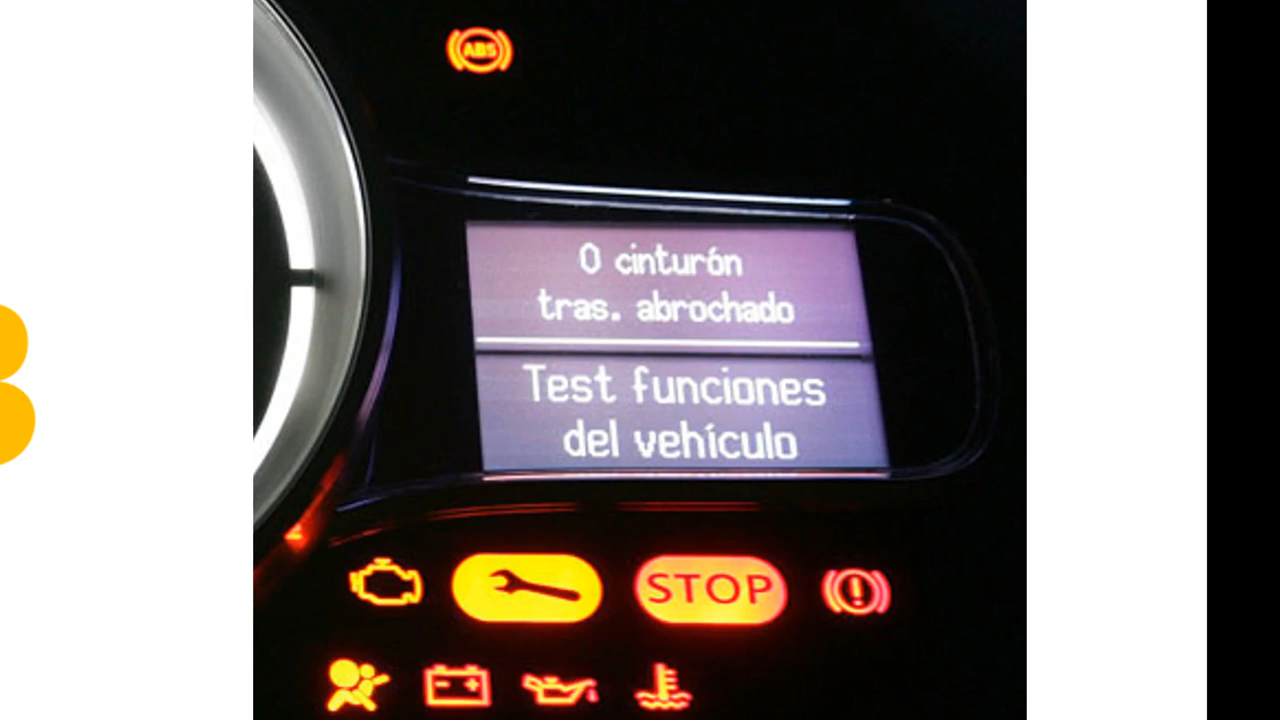 ABS
0 cinturón
tras. abrochado
Test funciones
del vehículo
STOP